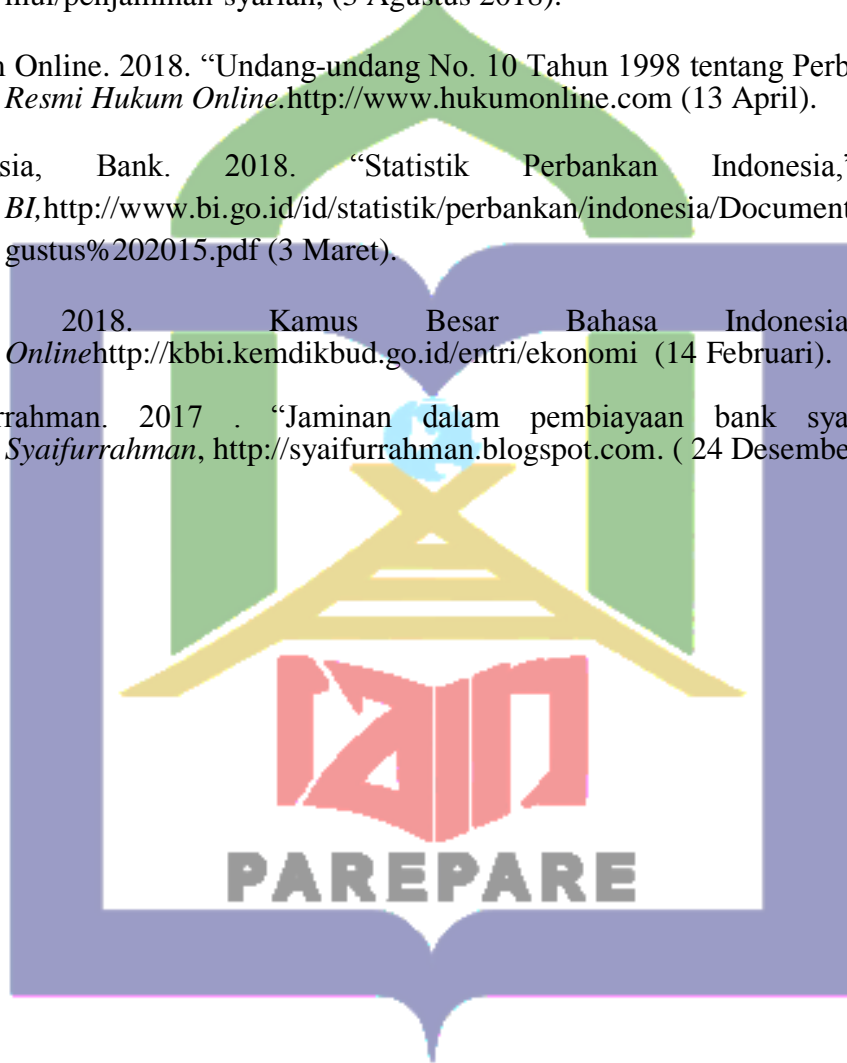 mui/penjaminan-syariah, (3 Agustus 2018).
n Online. 2018. “Undang-undang No. 10 Tahun 1998 tentang Perb
Resmi Hukum Online.http://www.hukumonline.com (13 April).
sia, Bank. 2018. “Statistik Perbankan Indonesia,”
BI,http://www.bi.go.id/id/statistik/perbankan/indonesia/Document
gustus%202015.pdf (3 Maret).
2018. Kamus Besar Bahasa Indonesia
Onlinehttp://kbbi.kemdikbud.go.id/entri/ekonomi (14 Februari).
rrahman. 2017 . “Jaminan dalam pembiayaan bank sya
Syaifurrahman, http://syaifurrahman.blogspot.com. ( 24 Desembe
iain
PAREPARE